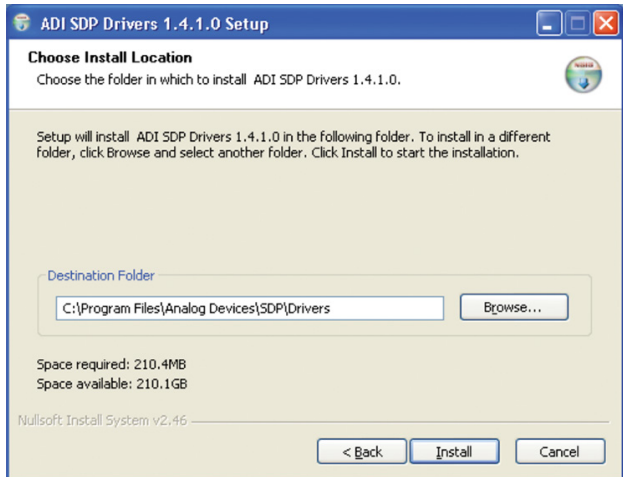 ADI SDP Drivers 1.4.1.0 Setup
Choose Install Location
Choose the folder in which to install ADI SDP Drivers 1.4.1.0.
Setup will install ADI SDP Drivers 1.4.1.0 in the following folder. To install in a different
folder, click Browse and select another folder. Click Install to start the installation.
Destination Folder
C:\Program Files\Analog Devices\SDP\Drivers
Browse...
Space required: 210.4MB
Space available: 210.1GB
Nullsoft Install System v2.46
< Back
Install
Cancel